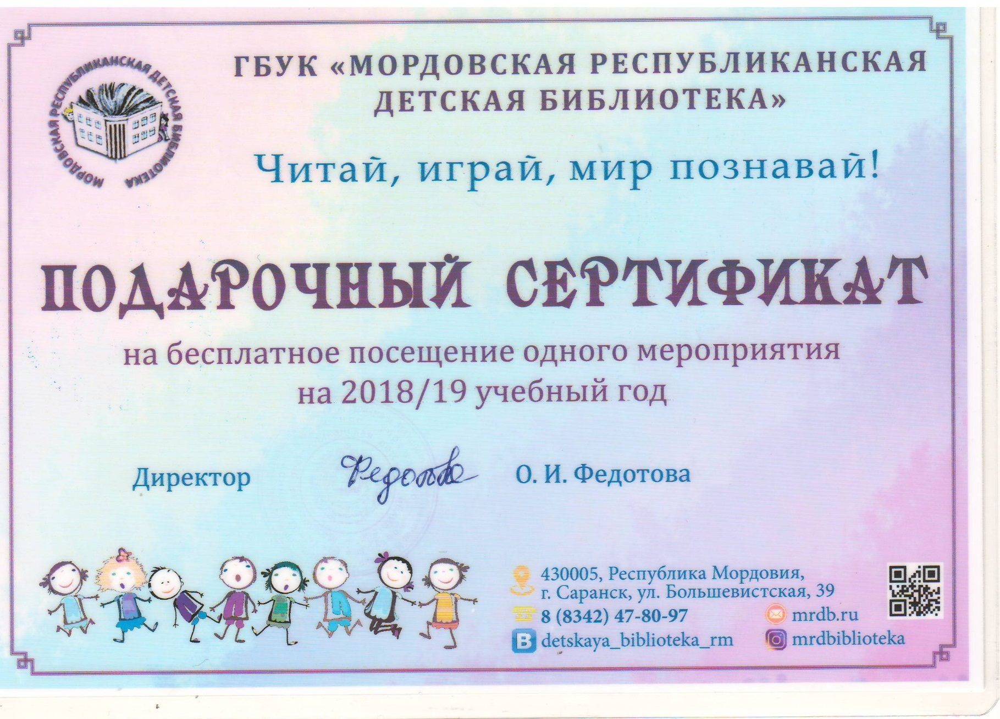 МОРДОВСКАЯ РЕСПУБЛИКАНСКАЯ ДЕТСКАЯ БИБЛИОТЕКА
ГБУК «МОРДОВСКАЯ РЕСПУБЛИКАНСКАЯ
ДЕТСКАЯ БИБЛИОТЕКА»
Читай, играй, мир познавай!
ПОДАРОЧНЫЙ СЕРТИФИКАТ
на бесплатное посещение одного мероприятия
на 2018/19 учебный год
Директор Федотова О. И. Федотова
430005, Республика Мордовия,
г. Саранск, ул. Большевистская, 39
8 (8342) 47-80-97 mrdb.ru
В detskaya_biblioteka_rm mrdbiblioteka